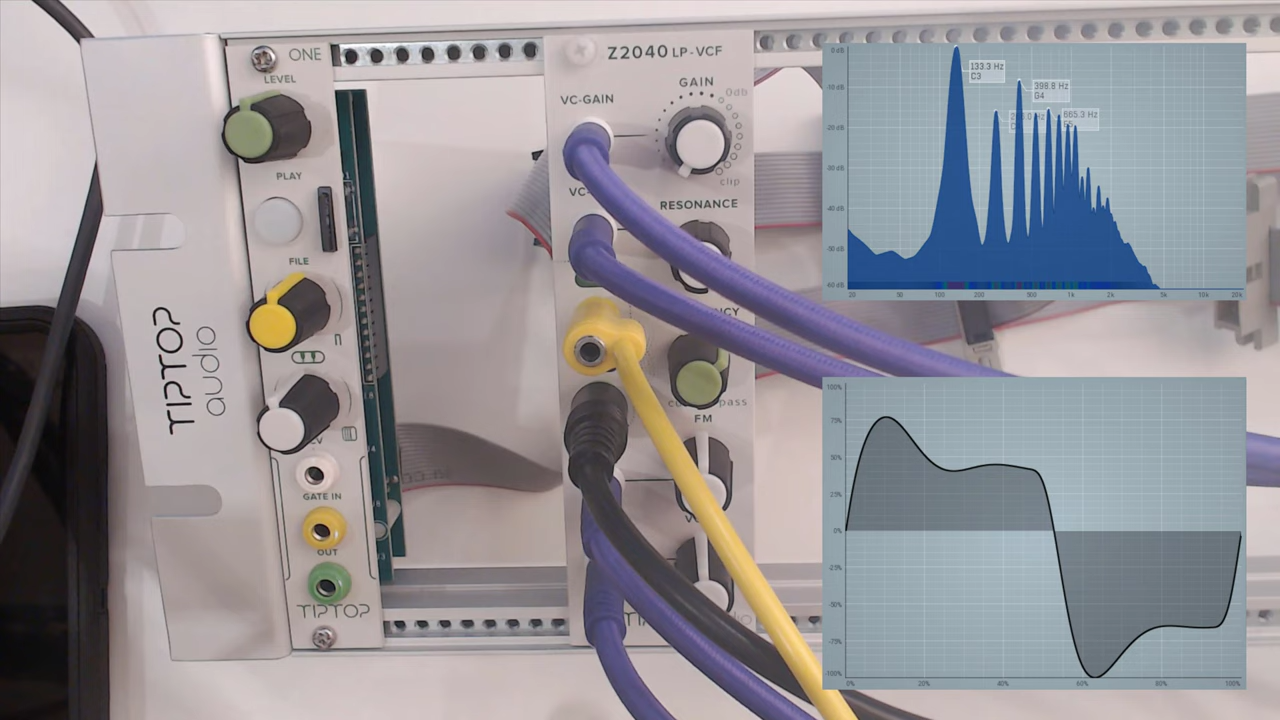 ONE
LEVEL
PLAY
FILE
GATE IN
OUT
TIPTOP
TIPTOP
audio
Z2040 LP-VCF
GAIN
VC-GAIN
0db
clip
RESONANCE
pass
FM
0dB
-10 dB
-20 dB
-30 dB
-40 dB
-50 dB
-60 dB
133.3 Hz
C3
398.8 Hz
G4
665.3 Hz
20
50
100
200
500
1k
2k
5k
10k
20k
100%
75%
50%
25%
0%
-25%
-50%
-75%
-100%
0%
20%
40%
60%
80%
100%